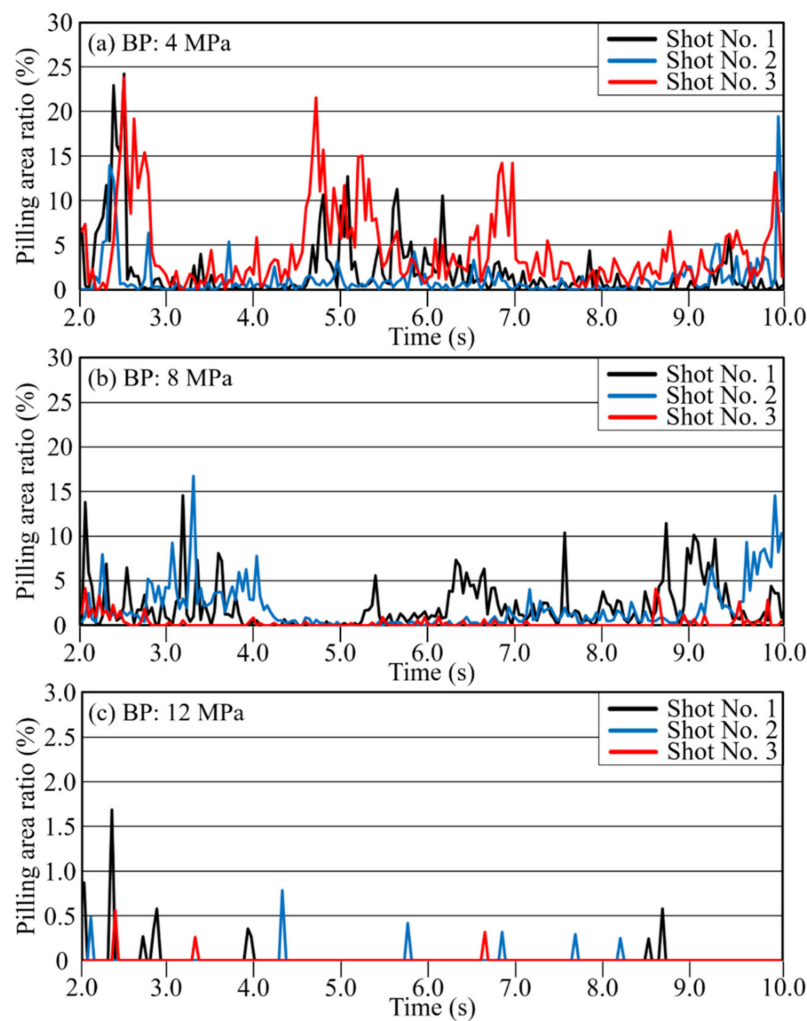 (a) BP: 4 MPa
Shot No. 1
Shot No. 2
Shot No. 3
Pilling area ratio (%)
30
25
20
15
10
5
0
2.0 3.0 4.0 5.0 6.0 7.0 8.0 9.0 10.0
Time (s)
(b) BP: 8 MPa
Shot No. 1
Shot No. 2
Shot No. 3
Pilling area ratio (%)
30
25
20
15
10
5
0
2.0 3.0 4.0 5.0 6.0 7.0 8.0 9.0 10.0
Time (s)
(c) BP: 12 MPa
Shot No. 1
Shot No. 2
Shot No. 3
Pilling area ratio (%)
3.0
2.5
2.0
1.5
1.0
0.5
0
2.0 3.0 4.0 5.0 6.0 7.0 8.0 9.0 10.0
Time (s)